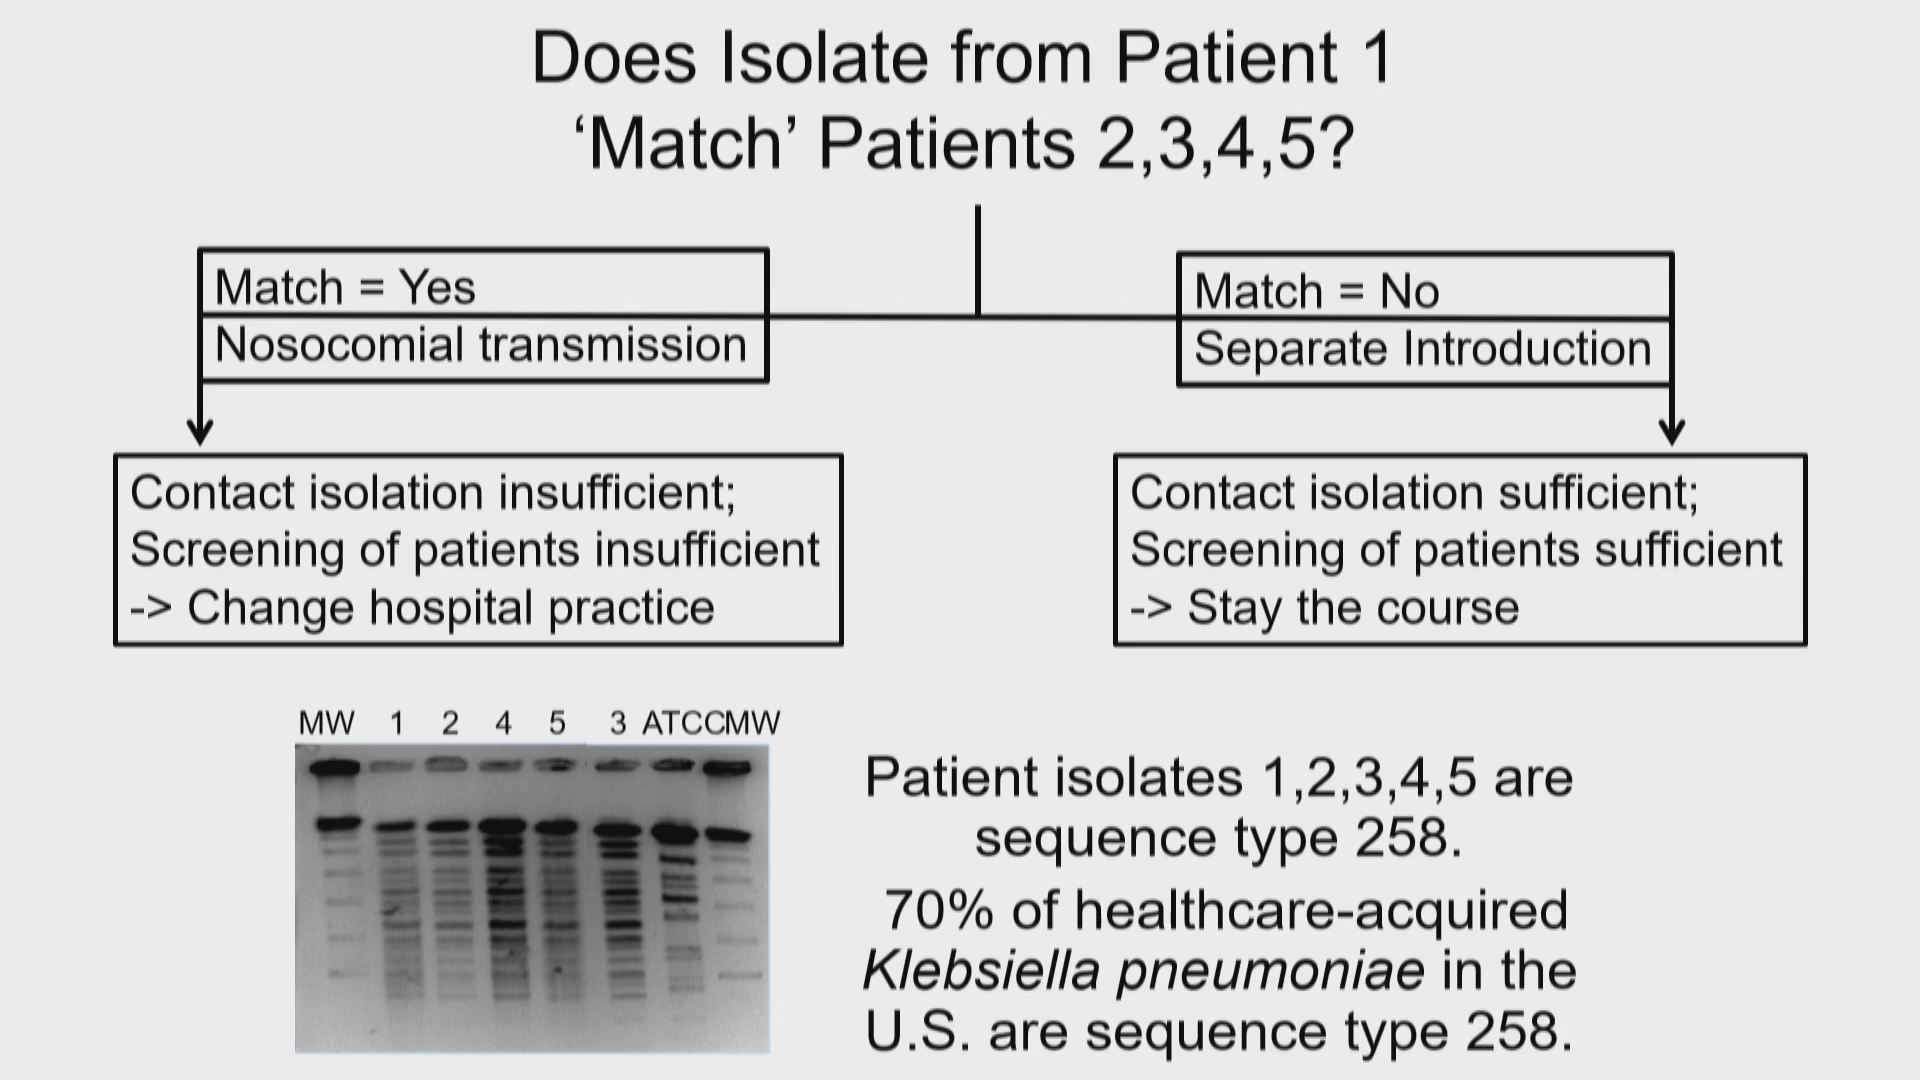 Does Isolate from Patient 1
‘Match’ Patients 2,3,4,5?
Match = Yes
Nosocomial transmission
Match = No
Separate Introduction
Contact isolation insufficient;
Screening of patients insufficient
-> Change hospital practice
Contact isolation sufficient;
Screening of patients sufficient
-> Stay the course
MW 1 2 4 5 3 ATCCMW
Patient isolates 1,2,3,4,5 are
sequence type 258.
70% of healthcare-acquired
Klebsiella pneumoniae in the
U.S. are sequence type 258.